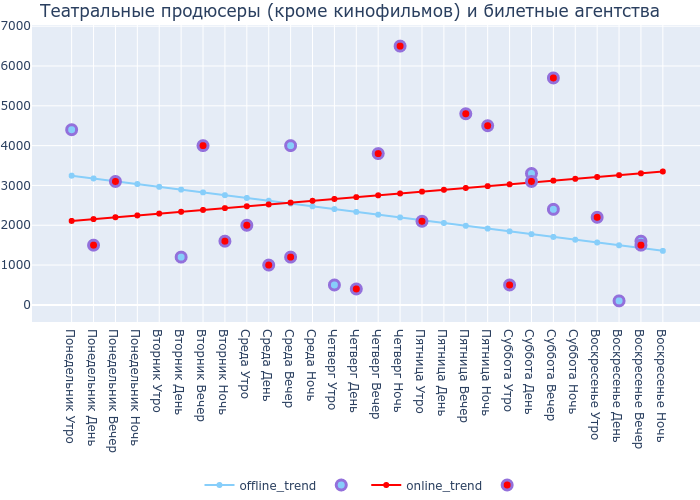 Театральные продюсеры (кроме кинофильмов) и билетные агентства
7000
6000
5000
4000
3000
2000
1000
0
Понедельник Утро
Понедельник День
Понедельник Вечер
Понедельник Ночь
Вторник Утро
Вторник День
Вторник Вечер
Вторник Ночь
Среда Утро
Среда День
Среда Вечер
Среда Ночь
Четверг Утро
Четверг День
Четверг Вечер
Четверг Ночь
Пятница Утро
Пятница День
Пятница Вечер
Пятница Ночь
Суббота Утро
Суббота День
Суббота Вечер
Суббота Ночь
Воскресенье Утро
Воскресенье День
Воскресенье Вечер
Воскресенье Ночь
offline_trend online_trend